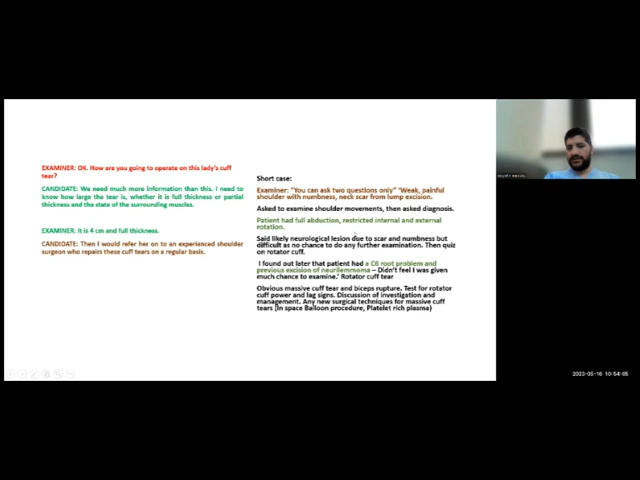 EXAMINER: OK. How are you going to operate on this lady's cuff
tear?
CANDIDATE: We need much more information than this. I need to
know how large the tear is, whether it is full thickness or partial
thickness and the state of the surrounding muscles.
EXAMINER: It is 4 cm and full thickness.
CANDIDATE: Then I would refer her on to an experienced shoulder
surgeon who repairs these cuff tears on a regular basis.
Short case:
Examiner: "You can ask two questions only" 'Weak, painful
shoulder with numbness, neck scar from lump excision.
Asked to examine shoulder movements, then asked diagnosis.
Patient had full abduction, restricted internal and external
rotation.
Said likely neurological lesion due to scar and numbness but
difficult as no chance to do any further examination. Then quiz
on rotator cuff.
I found out later that patient had a C6 root problem and
previous excision of neurilemmoma – Didn't feel I was given
much chance to examine.' Rotator cuff tear
Obvious massive cuff tear and biceps rupture. Test for rotator
cuff power and lag signs. Discussion of investigation and
management. Any new surgical techniques for massive cuff
tears (In space Balloon procedure, Platelet rich plasma)
2023-05-16 10:54:05